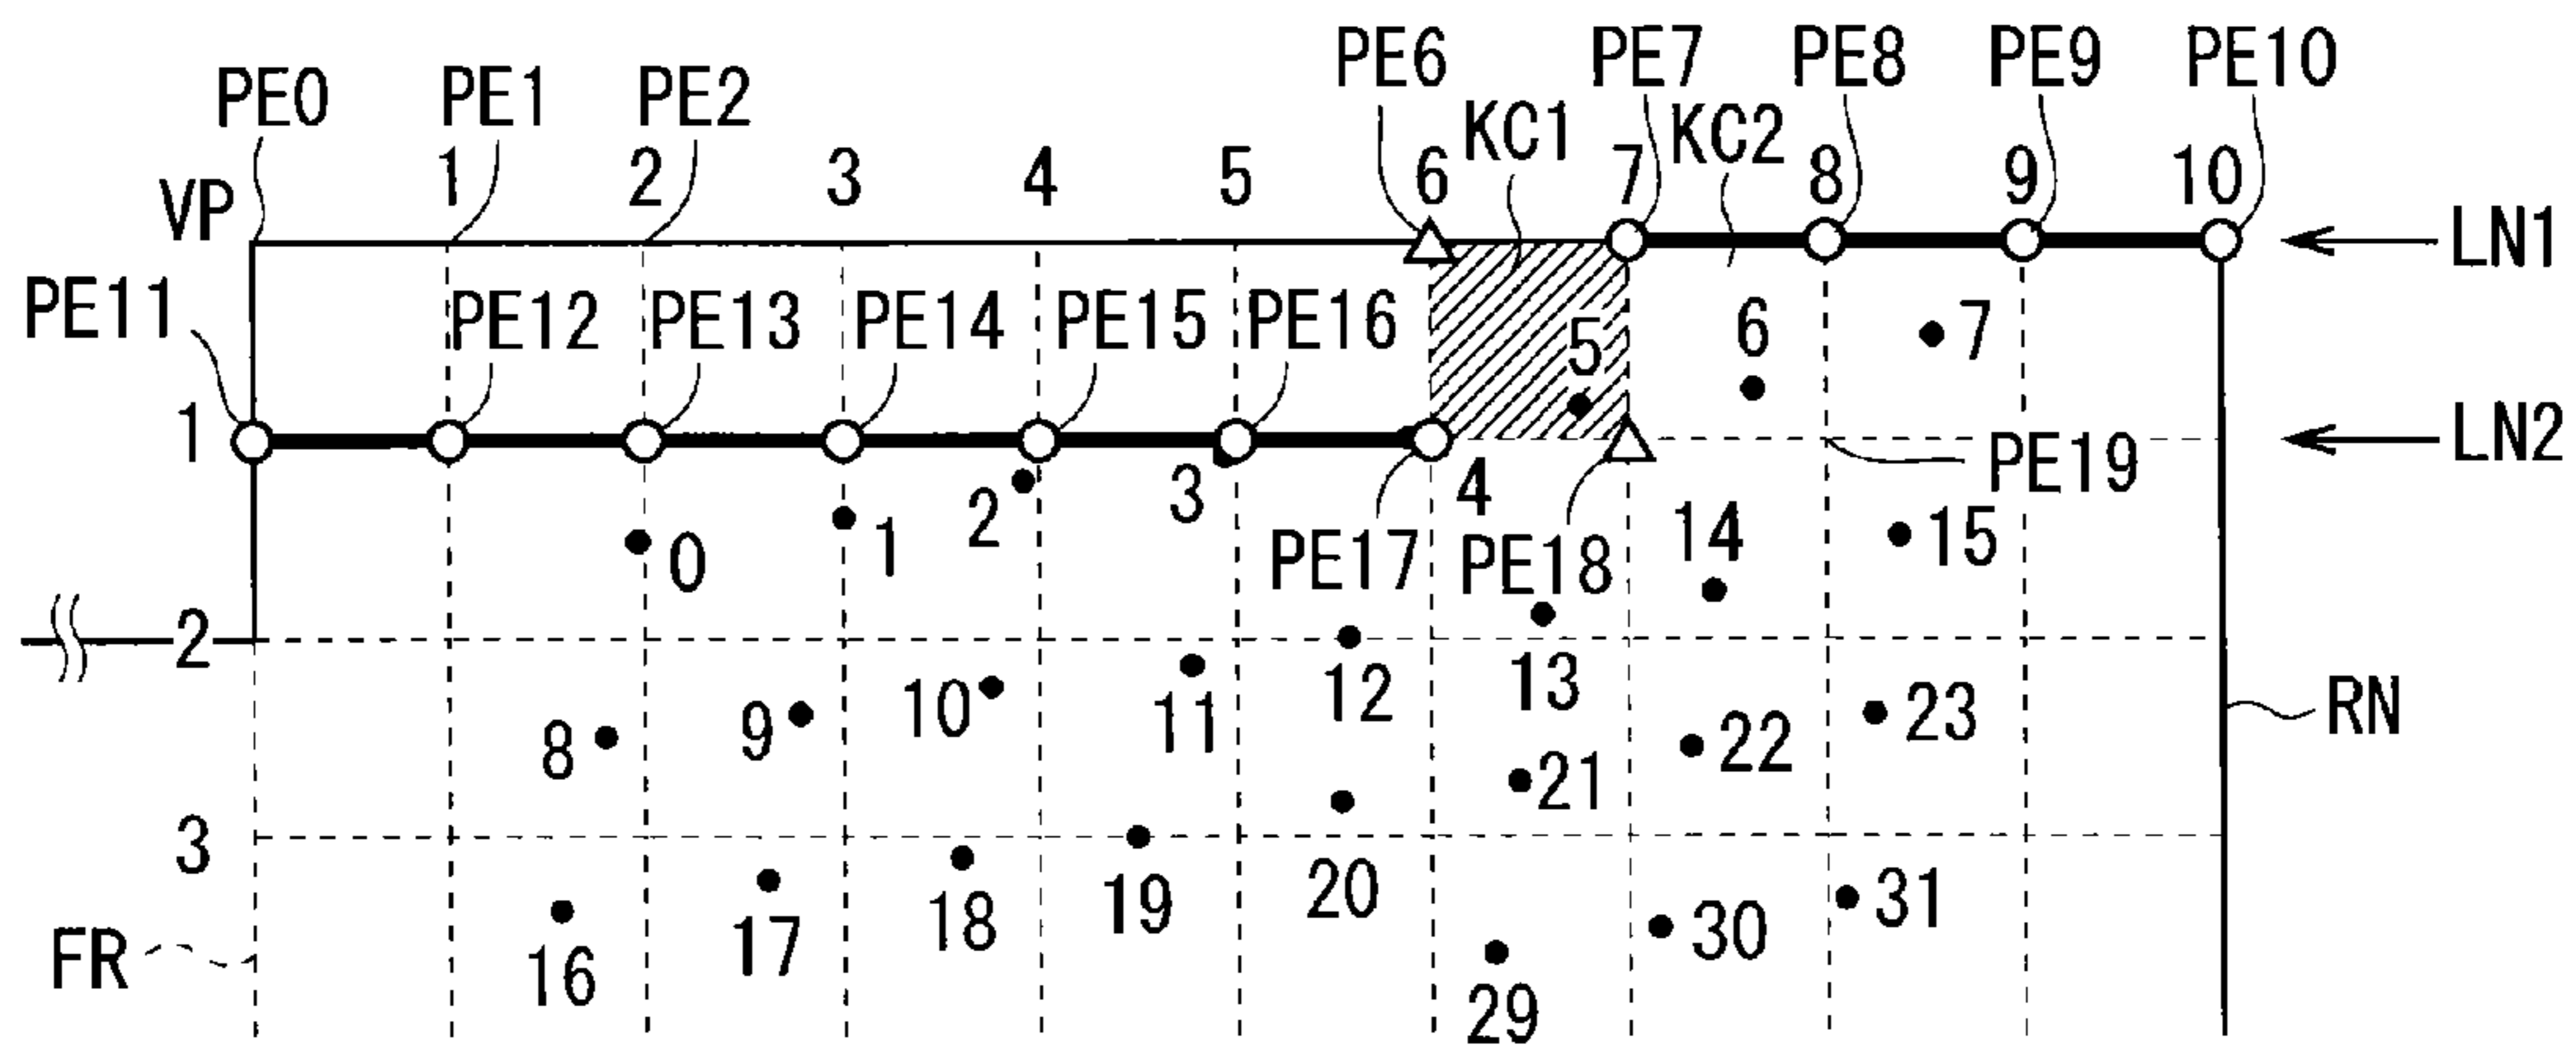 PE0 PE1 PE2 PE6 PE7 PE8 PE9 PE10
KC1 KC2
VP 1 2 3 4 5 6 7 8 9 10
LN1
PE11 PE12 PE13 PE14 PE15 PE16 5 6 7
1 LN2
2 3 4 PE19
0 1 PE17 PE18 14 15
2
8 9 10 11 12 13 23 RN
21 22
3
16 17 18 19 20 30 31
FR 29